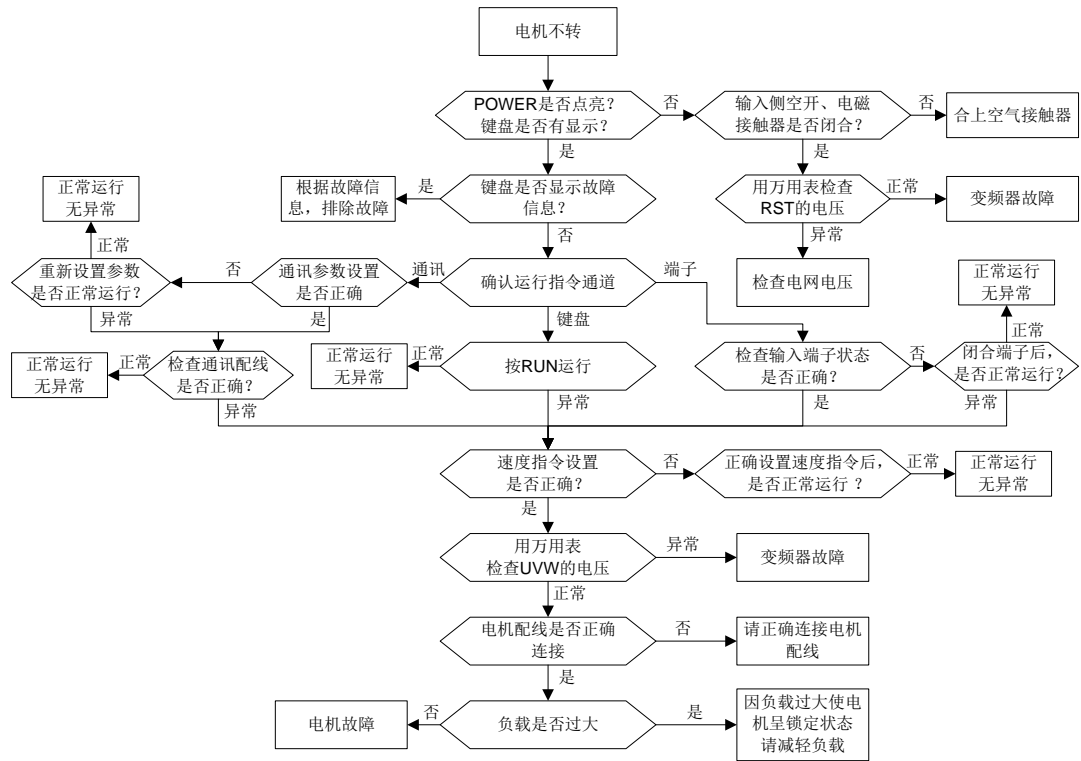 电机不转
POWER是否点亮？
键盘是否有显示？
否
输入侧空开、电磁
接触器是否闭合？
否
合上空气接触器
是
是
正常运行
无异常
根据故障信
息，排除故障
是
键盘是否显示故障
信息？
用万用表检查
RST的电压
正常
变频器故障
正常
否
异常
重新设置参数
是否正常运行？
否
通讯参数设置
是否正确
通讯
确认运行指令通道
端子
检查电网电压
正常运行
无异常
异常
是
键盘
正常
正常运行
无异常
正常
检查通讯配线
是否正确？
正常运行
无异常
正常
按RUN运行
检查输入端子状态
是否正确？
否
闭合端子后，
是否正常运行？
异常
异常
是
异常
速度指令设置
是否正确？
否
正确设置速度指令后，
是否正常运行 ？
正常
正常运行
无异常
是
用万用表
检查UVW的电压
异常
变频器故障
正常
电机配线是否正确
连接
否
请正确连接电机
配线
是
电机故障
否
负载是否过大
是
因负载过大使电
机呈锁定状态
请减轻负载